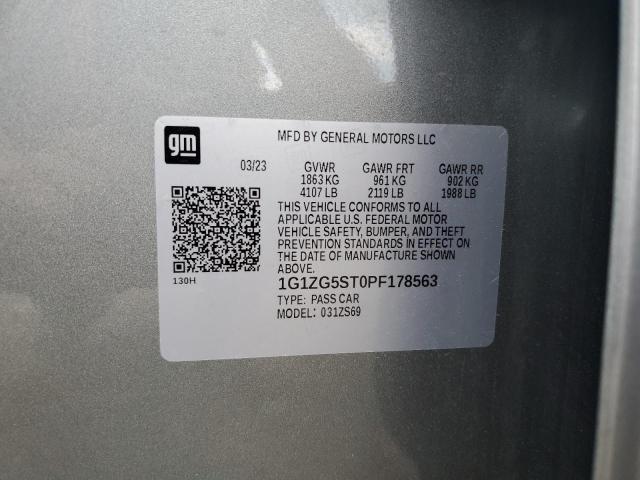 gm
MFD BY GENERAL MOTORS LLC
03/23 GVWR GAWR FRT GAWR RR
1863 KG 961 KG 902 KG
4107 LB 2119 LB 1988 LB
THIS VEHICLE CONFORMS TO ALL
APPLICABLE U.S. FEDERAL MOTOR
VEHICLE SAFETY, BUMPER, AND THEFT
PREVENTION STANDARDS IN EFFECT ON
THE DATE OF MANUFACTURE SHOWN
ABOVE.
130H
1G1ZG5ST0PF178563
TYPE: PASS CAR
MODEL: 031ZS69